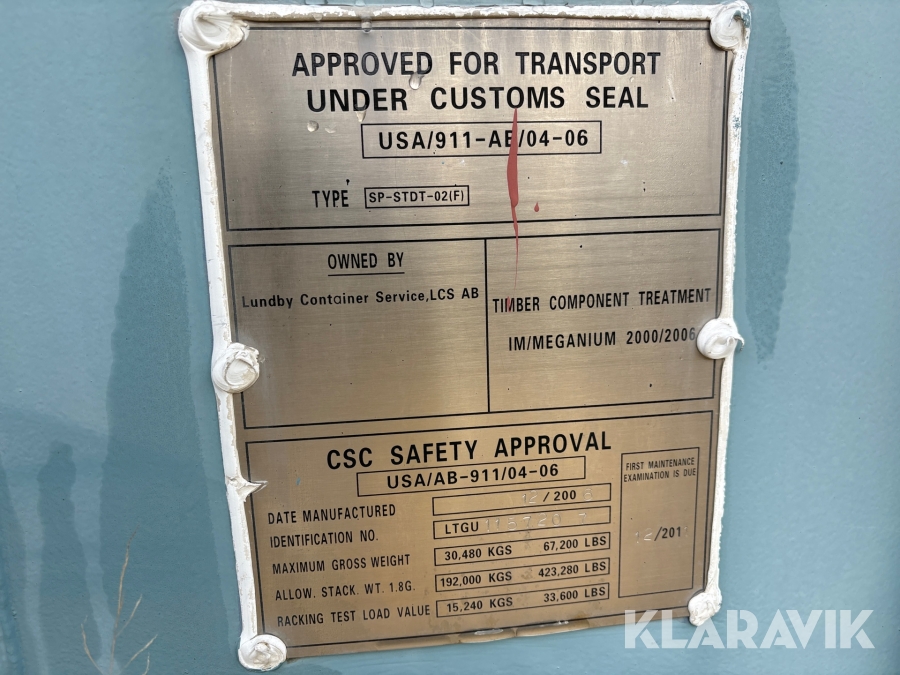 APPROVED FOR TRANSPORT
UNDER CUSTOMS SEAL
USA/911-AB/04-06
TYPE SP-STDT-02(F)
OWNED BY
Lundby Container Service,LCS AB
TIMBER COMPONENT TREATMENT
IM/MEGANIUM 2000/2006
CSC SAFETY APPROVAL
USA/AB-911/04-06
DATE MANUFACTURED
IDENTIFICATION NO. LTGU
MAXIMUM GROSS WEIGHT 30,480 KGS 67,200 LBS
ALLOW. STACK. WT. 1.8G. 192,000 KGS 423,280 LBS
RACKING TEST LOAD VALUE 15,240 KGS 33,600 LBS
FIRST MAINTENANCE
EXAMINATION IS DUE
KLARAVIK